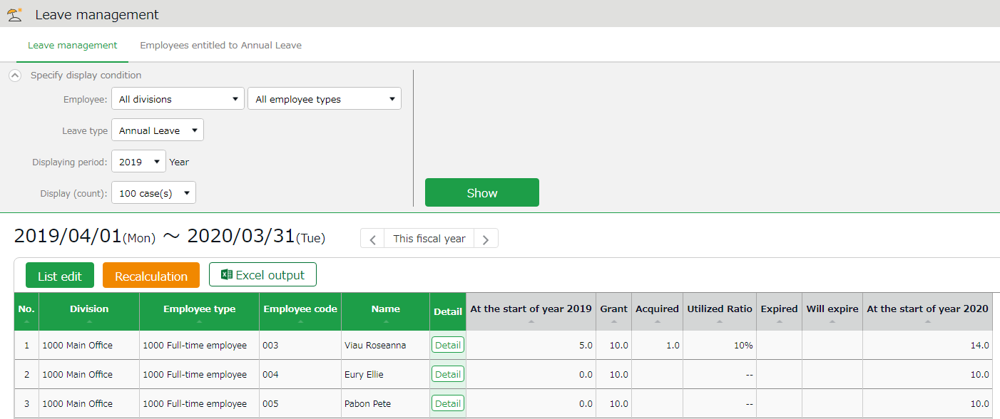 Leave management
Leave management Employees entitled to Annual Leave
Specify display condition
Employee: All divisions All employee types
Leave type Annual Leave
Displaying period: 2019 Year
Display (count): 100 case(s)
Show
2019/04/01(Mon) ～ 2020/03/31(Tue) This fiscal year
List edit Recalculation Excel output
No. Division Employee type Employee code Name Detail At the start of year 2019 Grant Acquired Utilized Ratio Expired Will expire At the start of year 2020
1 1000 Main Office 1000 Full-time employee 003 Viau Roseanna Detail 5.0 10.0 1.0 10% 14.0
2 1000 Main Office 1000 Full-time employee 004 Eury Ellie Detail 0.0 10.0 -- 10.0
3 1000 Main Office 1000 Full-time employee 005 Pabon Pete Detail 0.0 10.0 -- 10.0